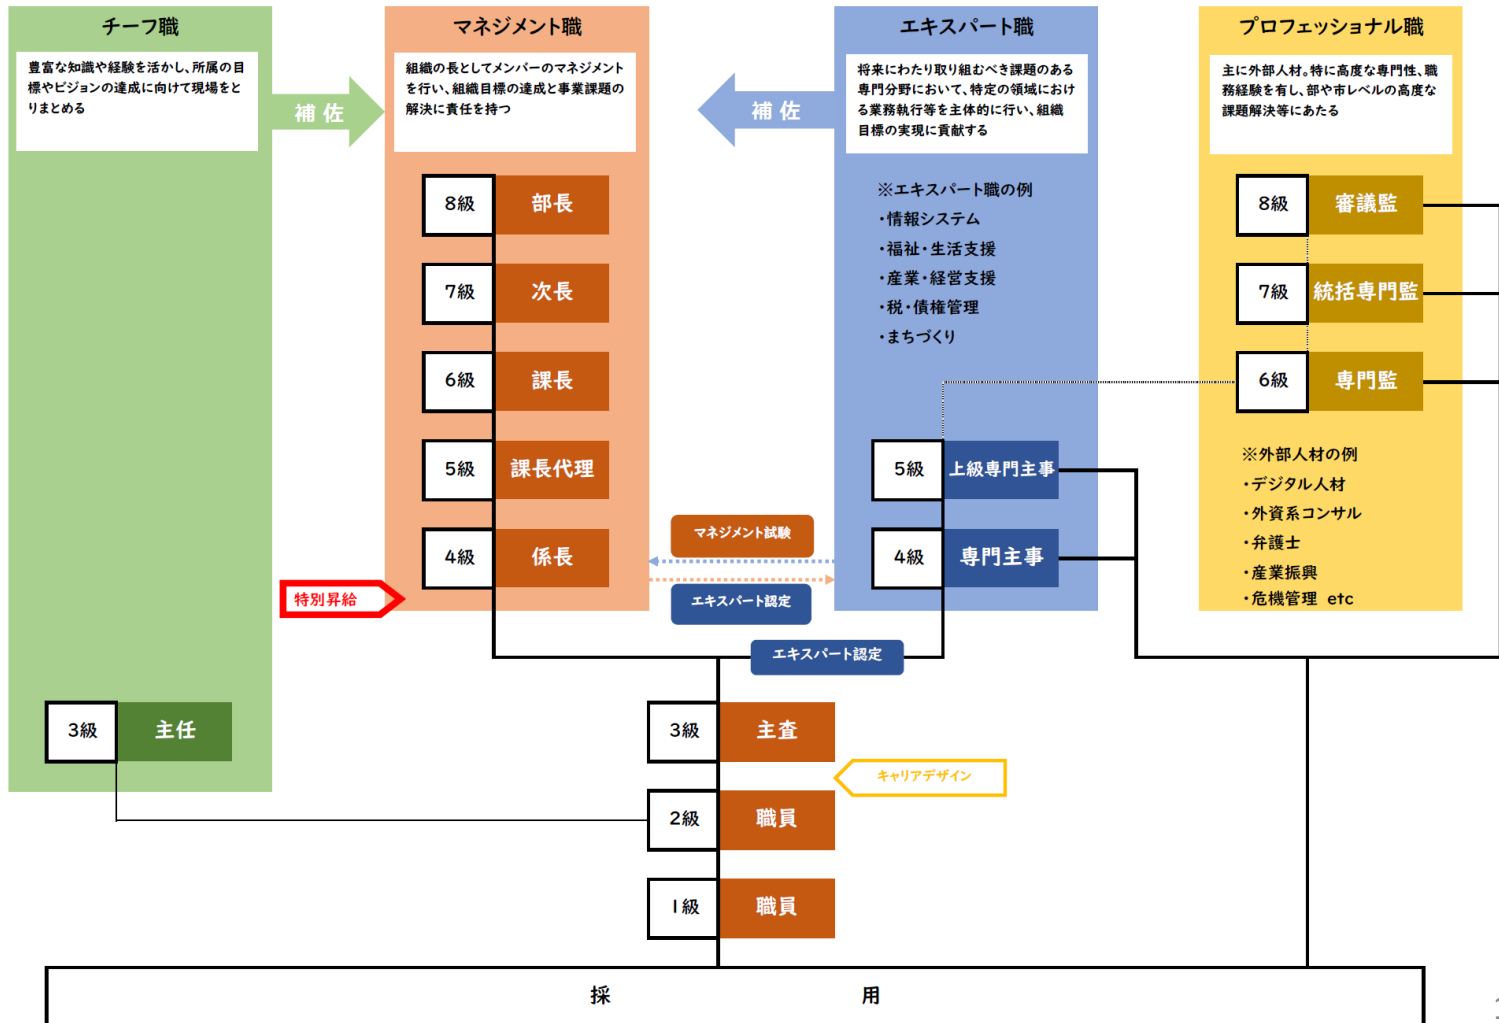 チーフ職
豊富な知識や経験を活かし、所属の目
標やビジョンの達成に向けて現場をと
りまとめる
補佐
マネジメント職
組織の長としてメンバーのマネジメント
を行い、組織目標の達成と事業課題の
解決に責任を持つ
補佐
エキスパート職
将来にわたり取り組むべき課題のある
専門分野において、特定の領域におけ
る業務執行等を主体的に行い、組織
目標の実現に貢献する
プロフェッショナル職
主に外部人材。特に高度な専門性、職
務経験を有し、部や市レベルの高度な
課題解決等にあたる
8級 部長
7級 次長
6級 課長
5級 課長代理
4級 係長
※エキスパート職の例
・情報システム
・福祉・生活支援
・産業・経営支援
・税・債権管理
・まちづくり
5級 上級専門主事
4級 専門主事
8級 審議監
7級 統括専門監
6級 専門監
※外部人材の例
・デジタル人材
・外資系コンサル
・弁護士
・産業振興
・危機管理 etc
マネジメント試験
エキスパート認定
特別昇給
エキスパート認定
3級 主任
3級 主査
キャリアデザイン
2級 職員
1級 職員
採 用